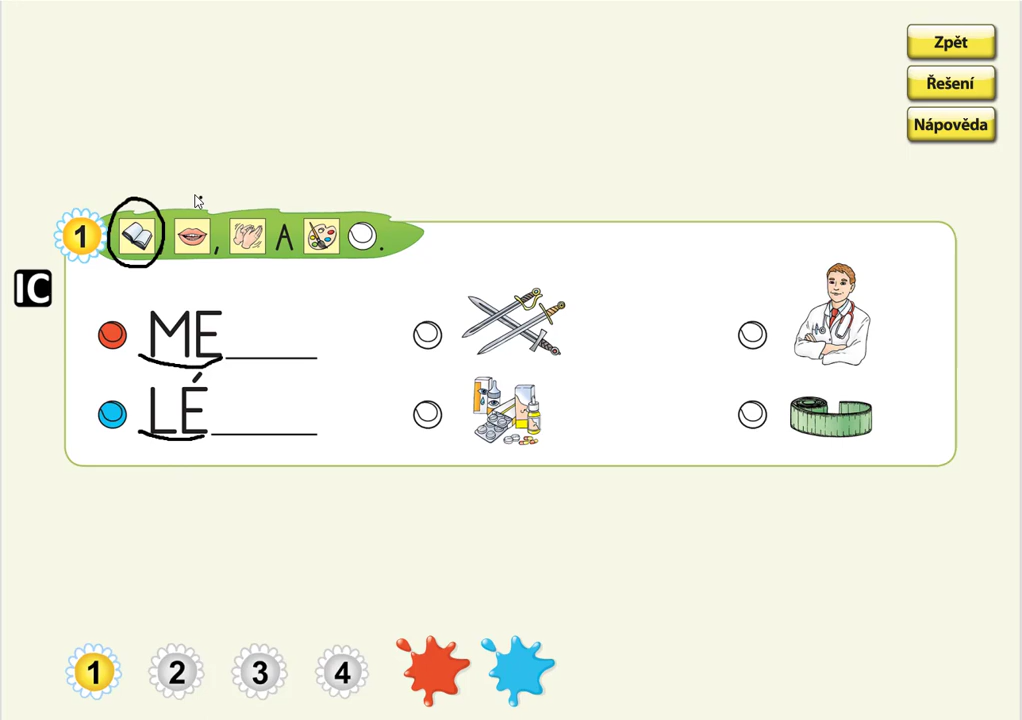 Zpět
Řešení
Nápověda
1 , A .
IC
ME
LÉ
1 2 3 4